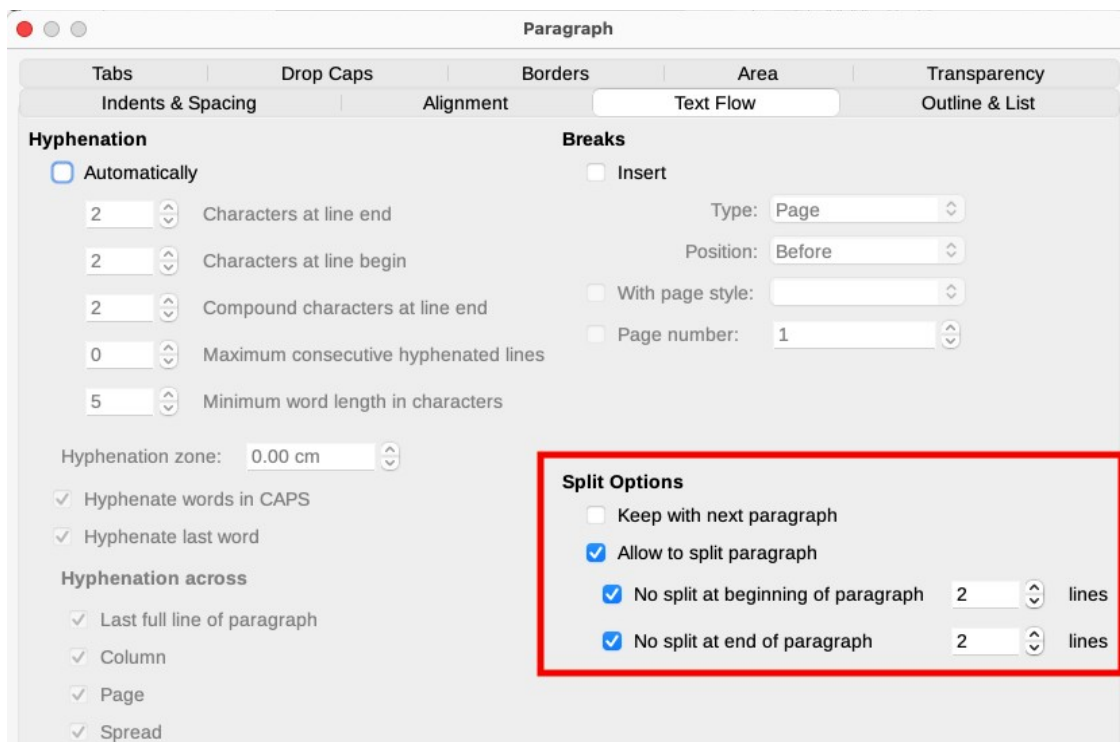 Paragraph
Tabs Drop Caps Borders Area Transparency
Indents & Spacing Alignment Text Flow Outline & List
Hyphenation
Automatically
2 Characters at line end
2 Characters at line begin
2 Compound characters at line end
0 Maximum consecutive hyphenated lines
5 Minimum word length in characters
Hyphenation zone: 0.00 cm
Hyphenate words in CAPS
Hyphenate last word
Hyphenation across
Last full line of paragraph
Column
Page
Spread
Breaks
Insert
Type: Page
Position: Before
With page style:
Page number: 1
Split Options
Keep with next paragraph
Allow to split paragraph
No split at beginning of paragraph 2 lines
No split at end of paragraph 2 lines